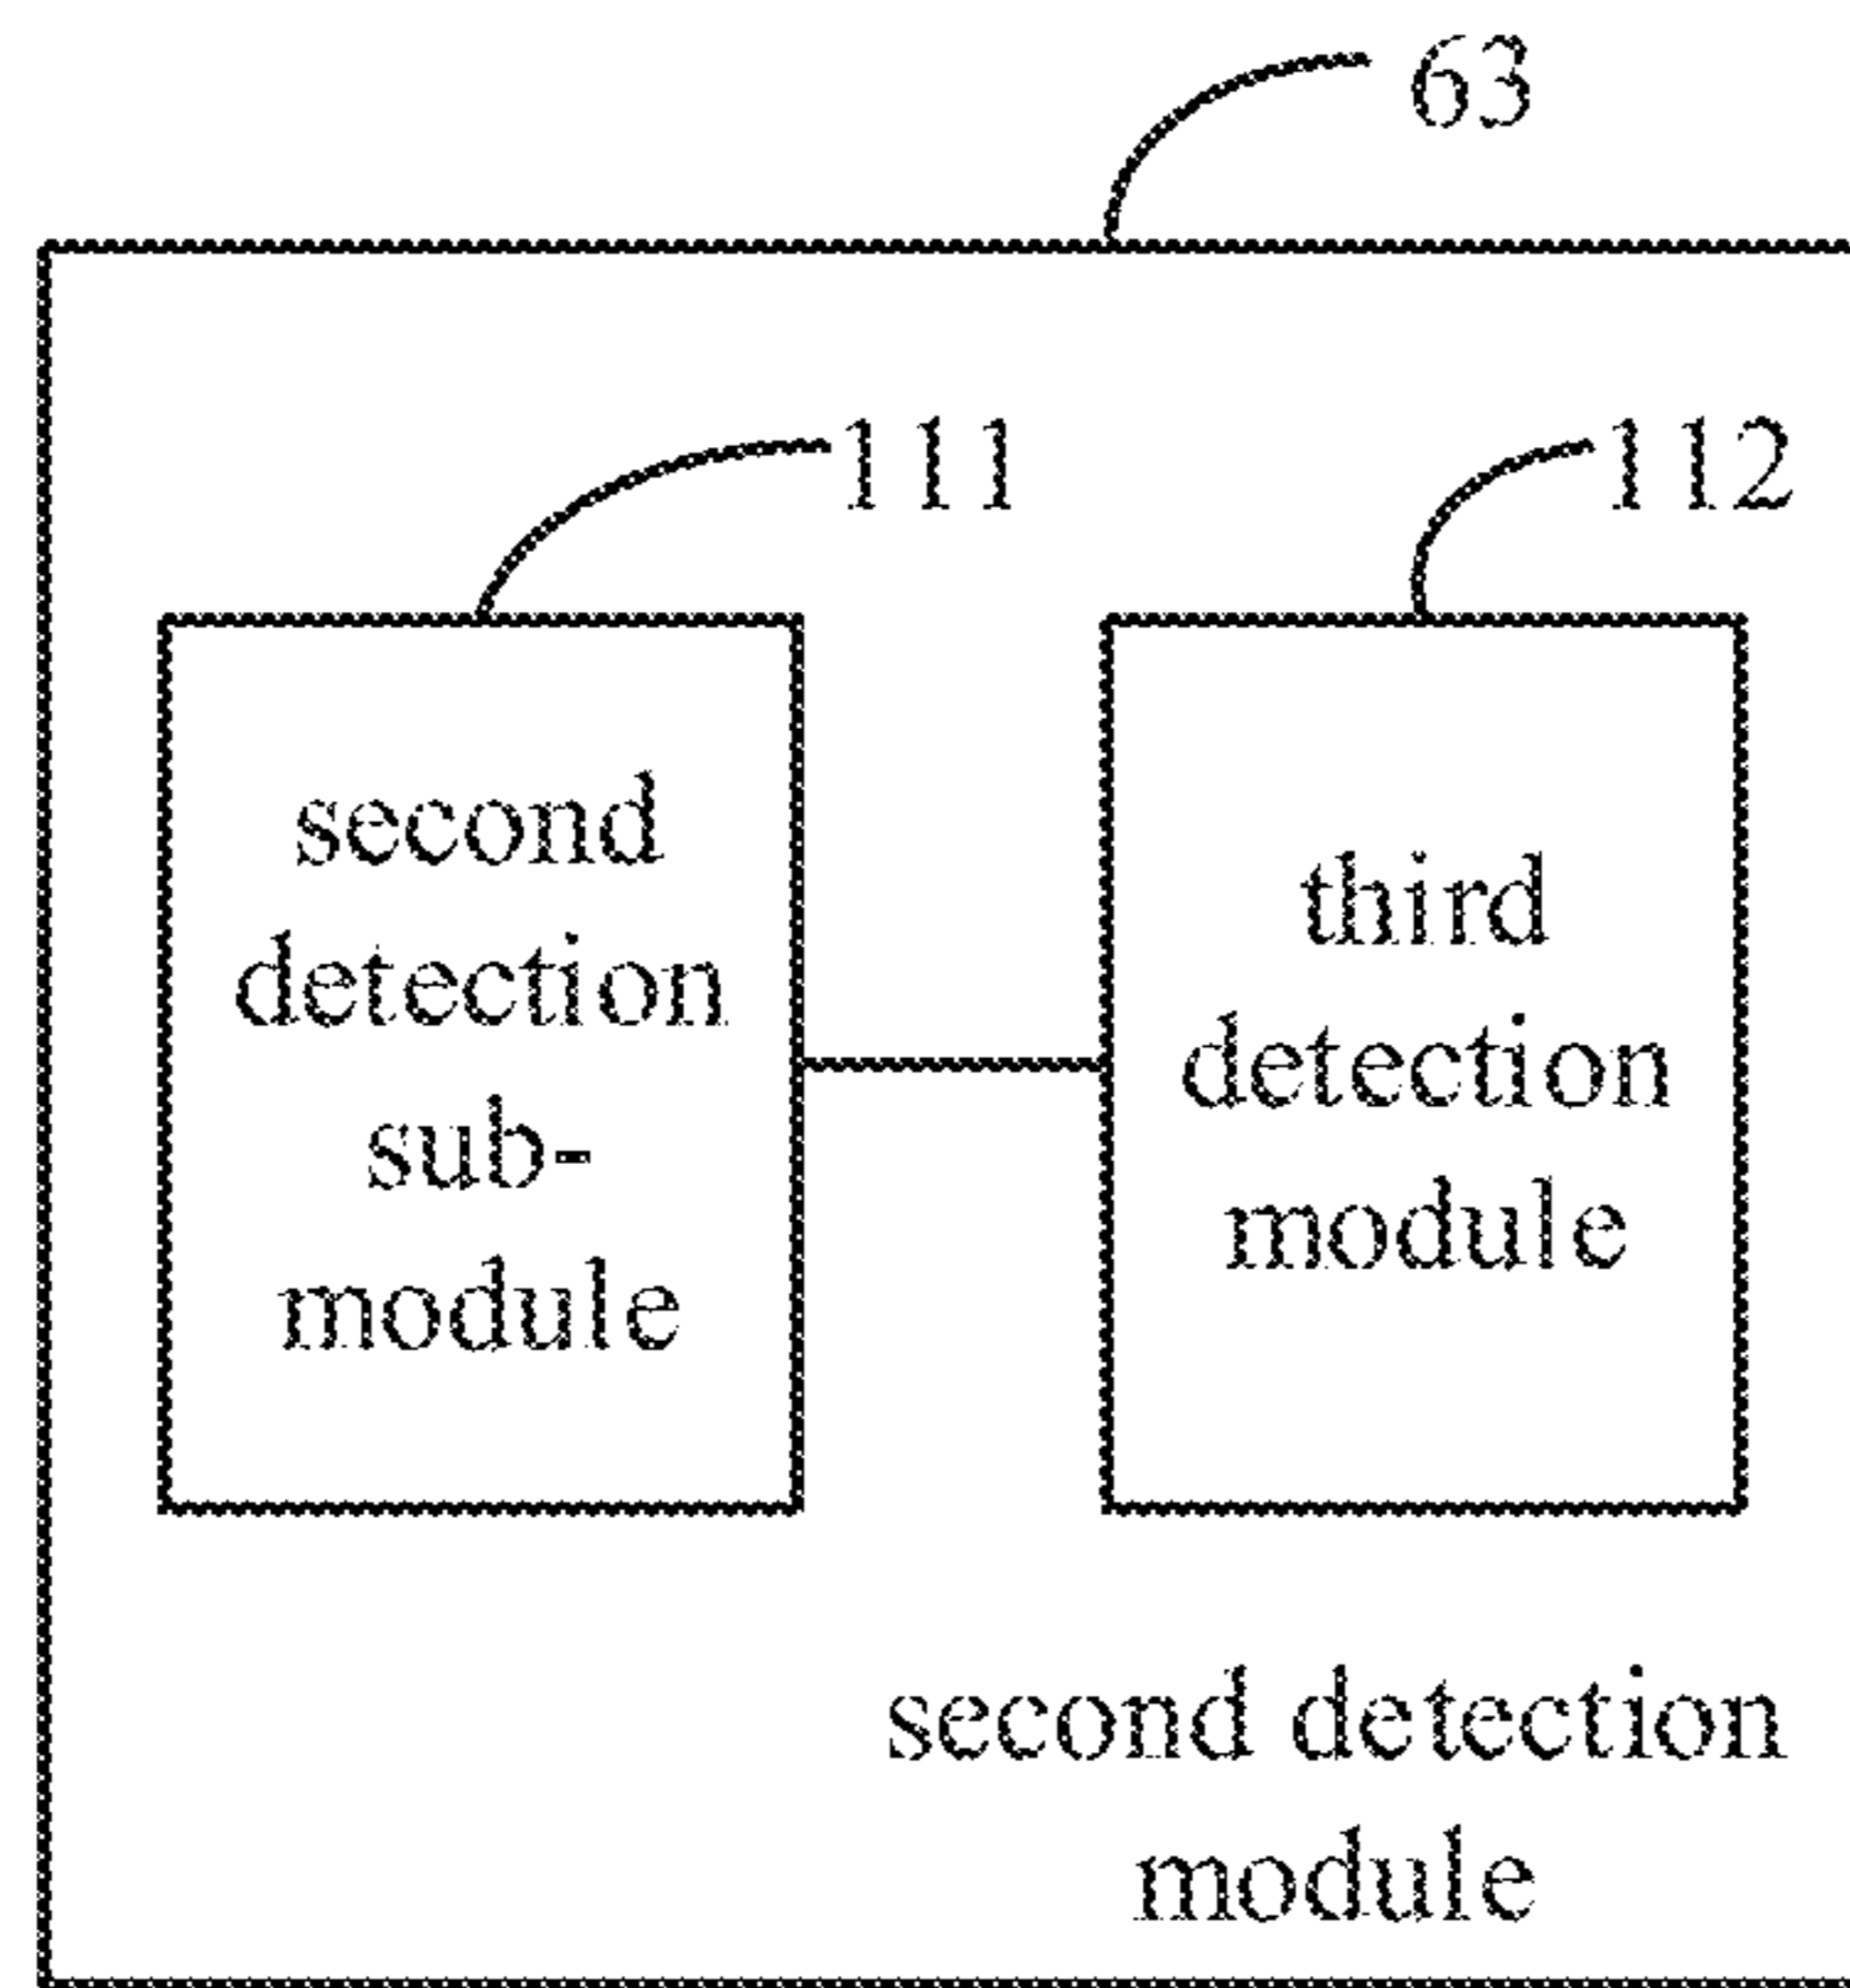 63
111
112
second
detection
sub-
module
third
detection
module
second detection
module